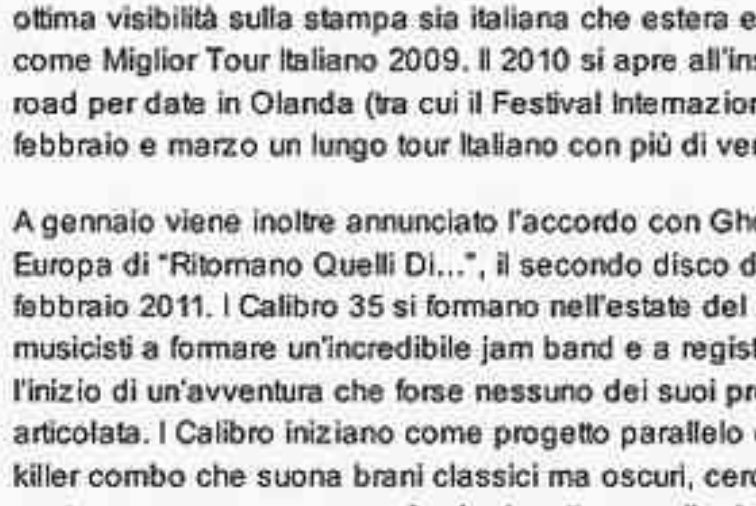 ottima visibilità sulla stampa sia italiana che estera e
come Miglior Tour Italiano 2009. Il 2010 si apre all'ins
road per date in Olanda (tra cui il Festival Internazion
febbraio e marzo un lungo tour Italiano con più di ven
A gennaio viene inoltre annunciato l'accordo con Gho
Europa di "Ritornano Quelli Di...", il secondo disco d
febbraio 2011. I Calibro 35 si formano nell'estate del
musicisti a formare un'incredibile jam band e a regist
l'inizio di un'avventura che forse nessuno dei suoi pro
articolata. I Calibro iniziano come progetto parallelo
killer combo che suona brani classici ma oscuri, cerc